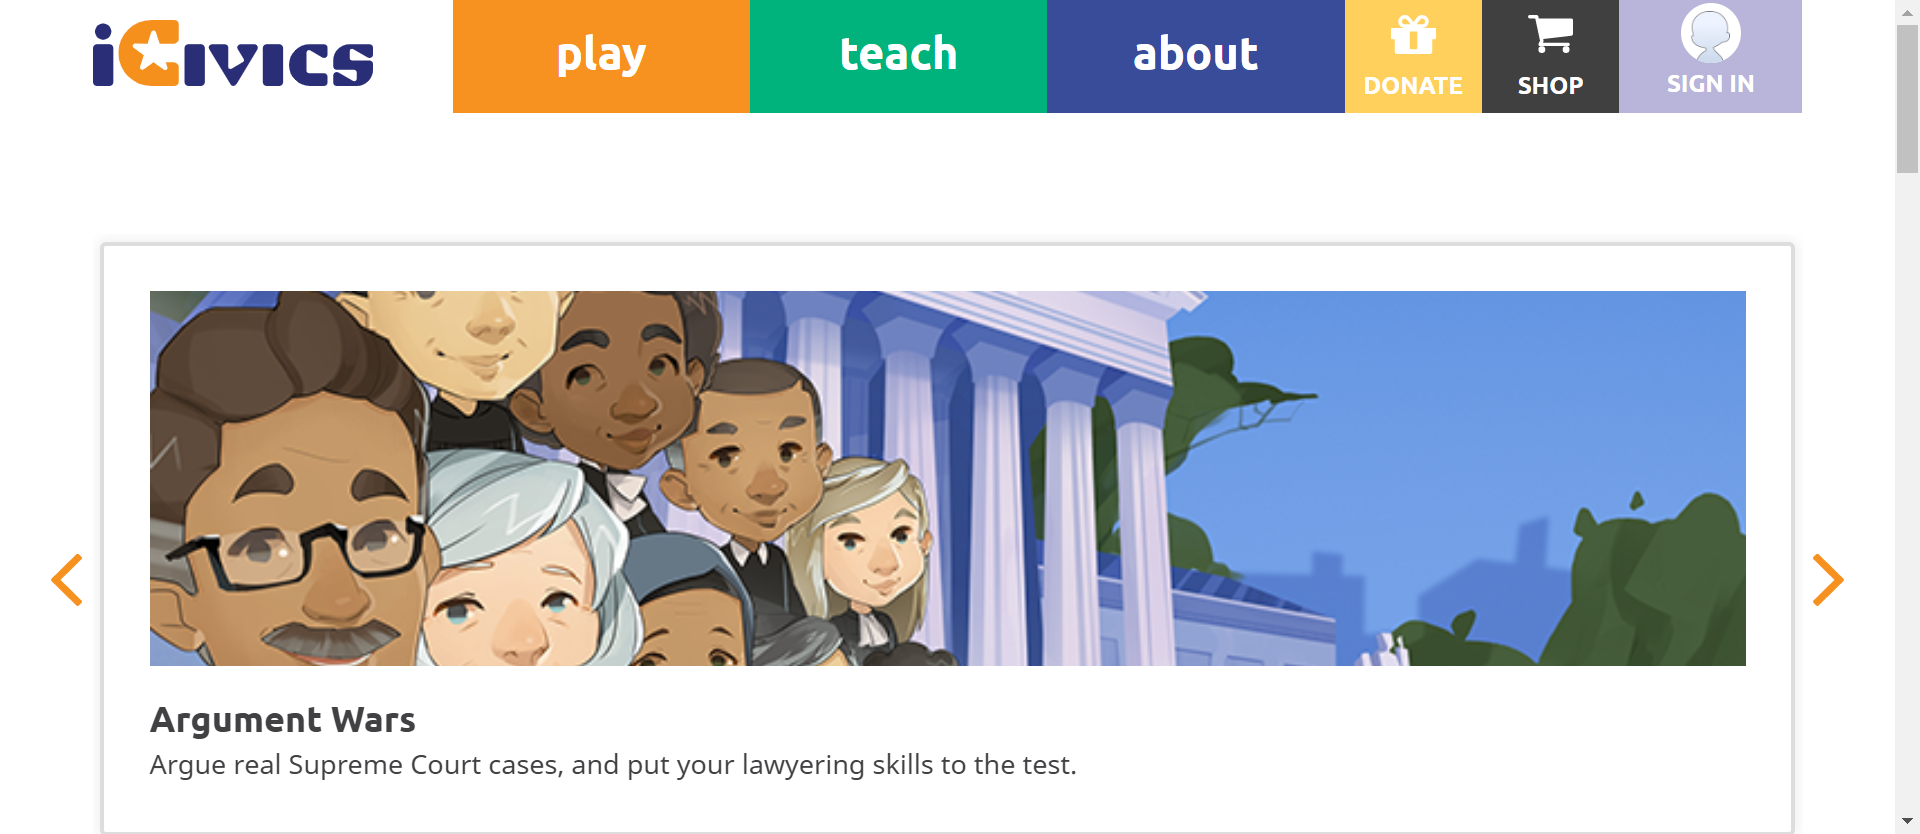 iCivics
play
teach
about
DONATE
SHOP
SIGN IN
Argument Wars
Argue real Supreme Court cases, and put your lawyering skills to the test.